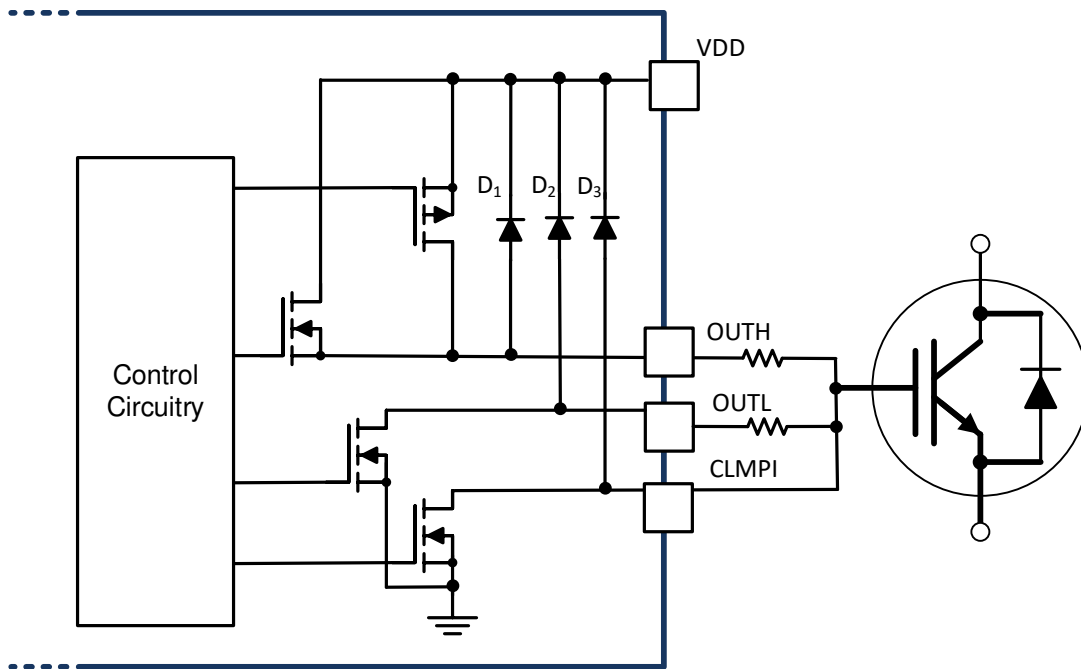 VDD
D1
D2
D3
OUTH
Control
Circuitry
OUTL
CLMPI